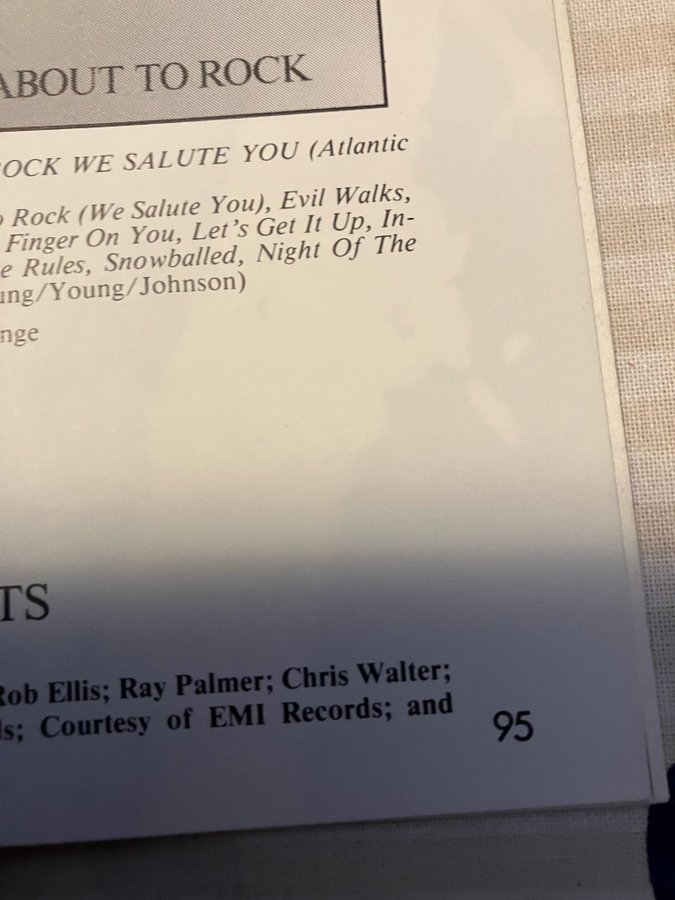 ABOUT TO ROCK
ROCK WE SALUTE YOU (Atlantic
Rock (We Salute You), Evil Walks,
Finger On You, Let's Get It Up, In-
e Rules, Snowballed, Night Of The
ung/Young/Johnson)
nge
TS
Rob Ellis; Ray Palmer; Chris Walter;
ls; Courtesy of EMI Records; and
95